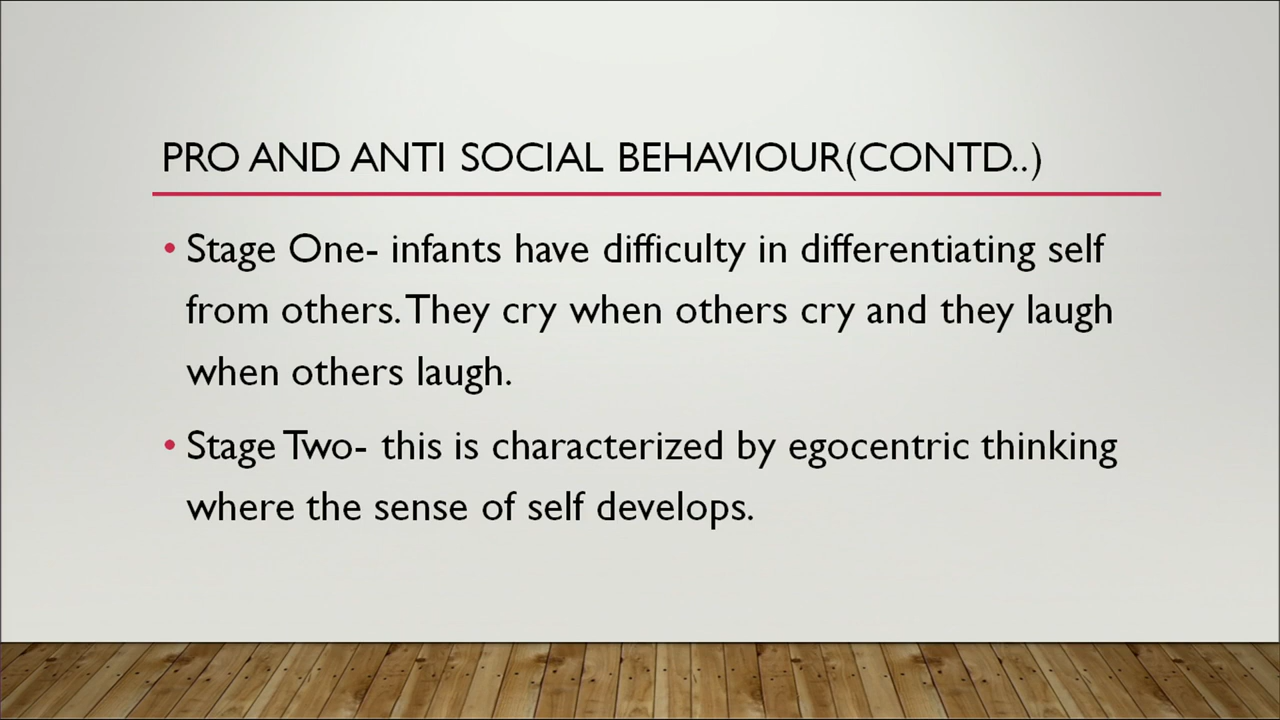 PRO AND ANTI SOCIAL BEHAVIOUR(CONTD..)
• Stage One- infants have difficulty in differentiating self
from others. They cry when others cry and they laugh
when others laugh.
• Stage Two- this is characterized by egocentric thinking
where the sense of self develops.